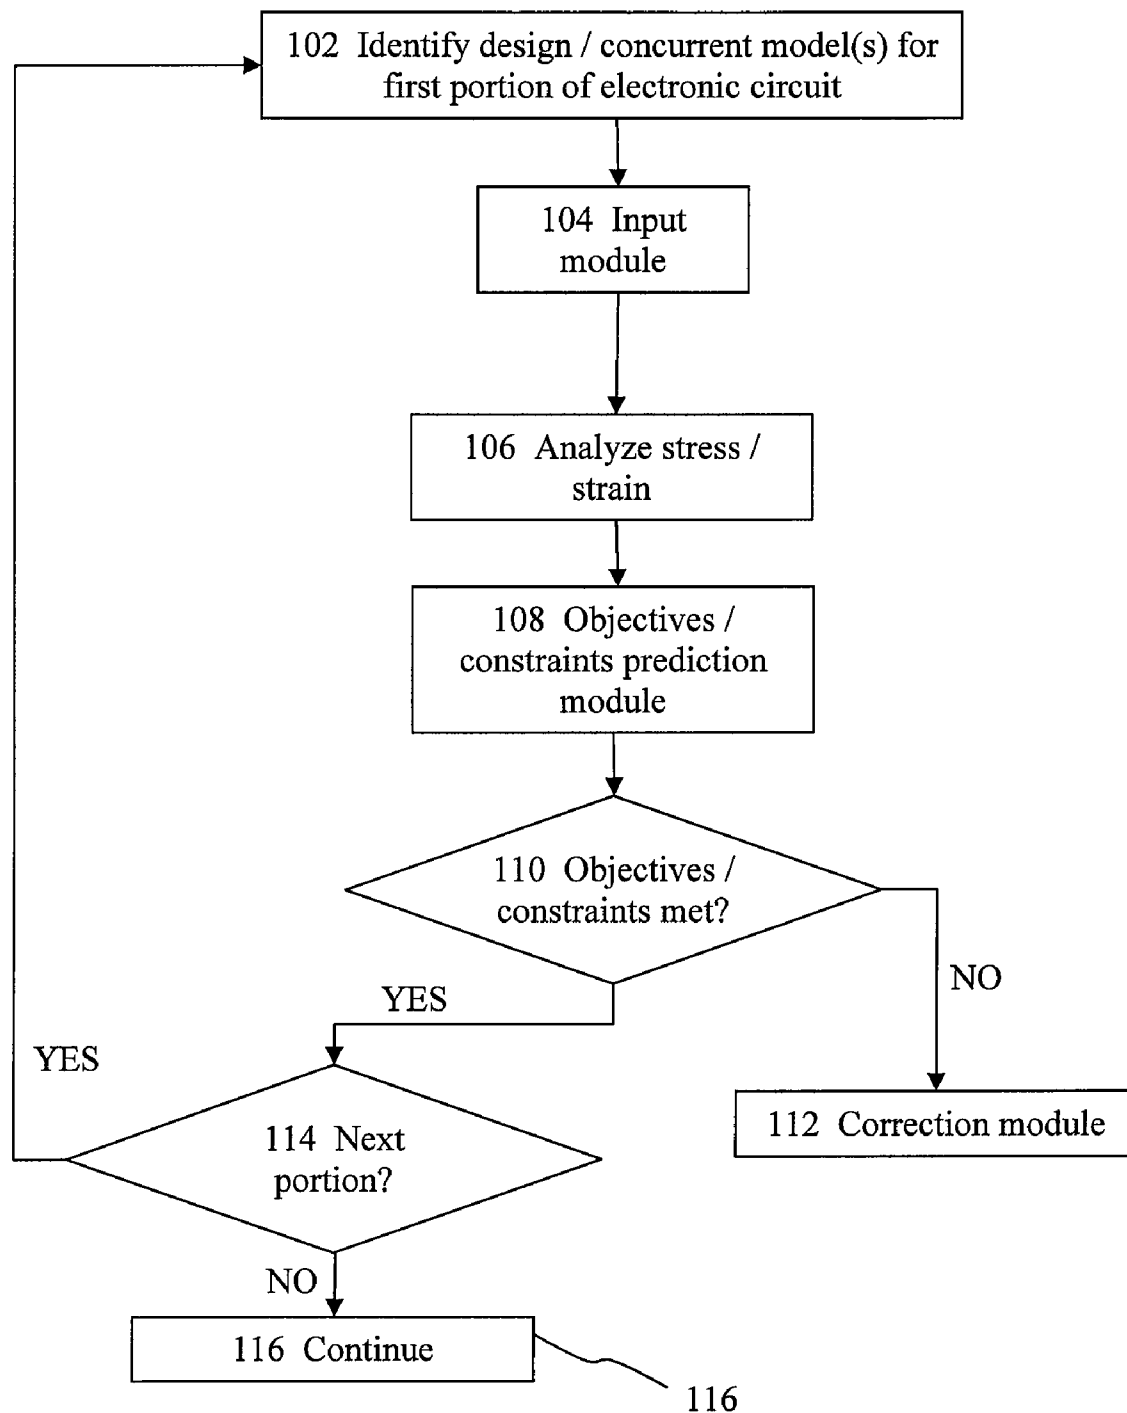 102 Identify design / concurrent model(s) for
first portion of electronic circuit
104 Input
module
106 Analyze stress /
strain
108 Objectives /
constraints prediction
module
110 Objectives /
constraints met?
YES
NO
YES
114 Next
portion?
112 Correction module
NO
116 Continue
116